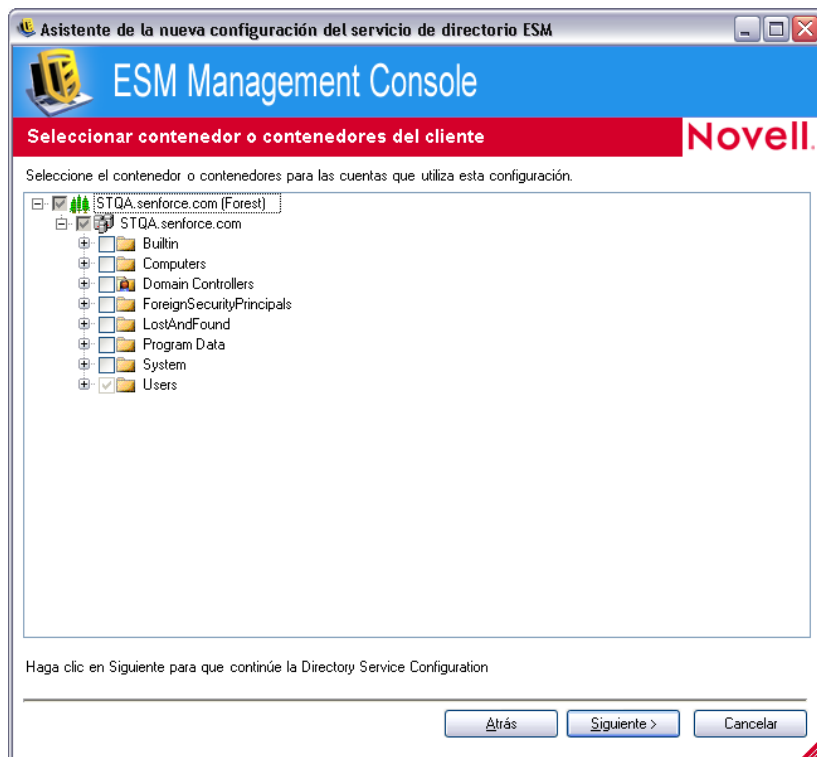 Asistente de la nueva configuración del servicio de directorio ESM
ESM Management Console
Seleccionar contenedor o contenedores del cliente
Novell.
Seleccione el contenedor o contenedores para las cuentas que utiliza esta configuración.
STQA.senforce.com (Forest)
STQA.senforce.com
Builtin
Computers
Domain Controllers
ForeignSecurityPrincipals
LostAndFound
Program Data
System
Users
Haga clic en Siguiente para que continúe la Directory Service Configuration
Atrás
Siguiente >
Cancelar